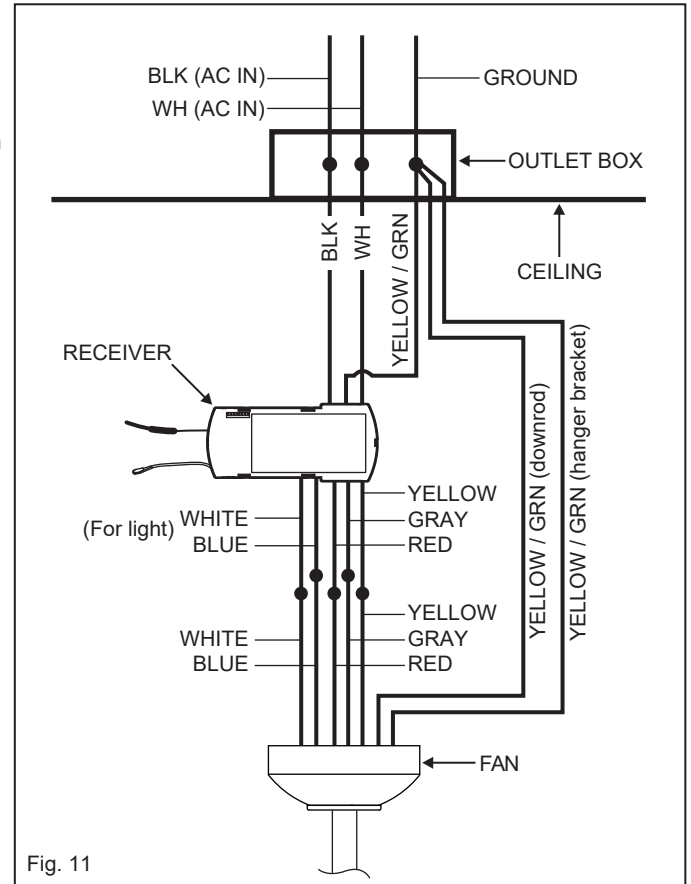 BLK (AC IN)
GROUND
WH (AC IN)
OUTLET BOX
BLK
WH
YELLOW / GRN
CEILING
RECEIVER
YELLOW / GRN (downrod)
YELLOW / GRN (hanger bracket)
YELLOW
(For light)
WHITE
GRAY
BLUE
RED
YELLOW
WHITE
GRAY
BLUE
RED
FAN
Fig. 11